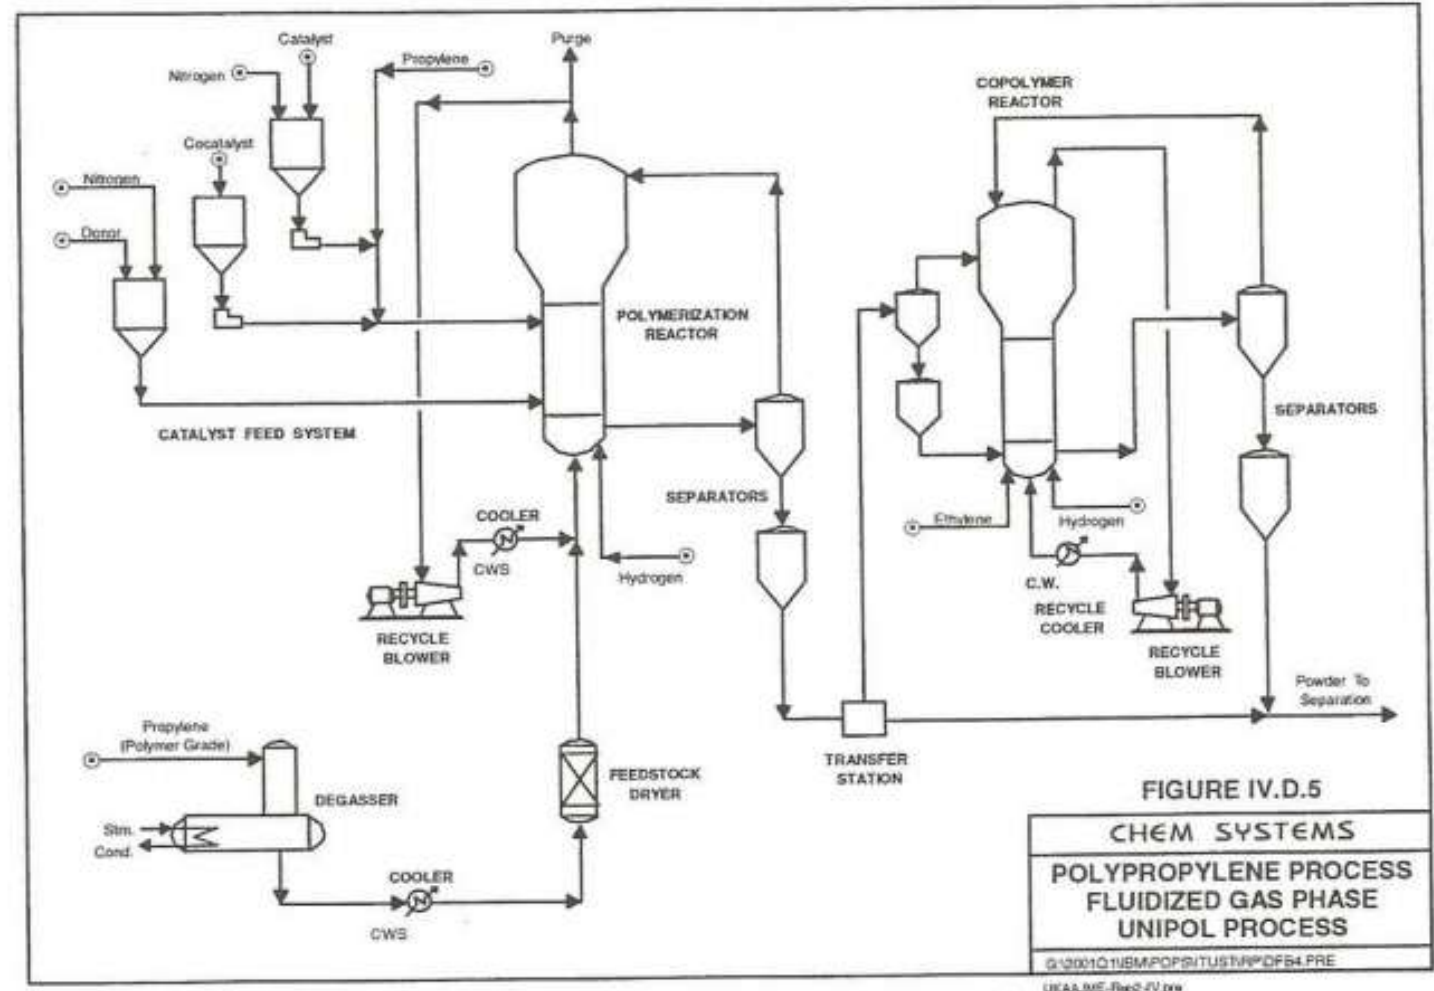 Catalyst
Nitrogen
Propylene
Purge
Cocatalyst
Nitrogen
Donor
CATALYST FEED SYSTEM
POLYMERIZATION
REACTOR
COPOLYMER
REACTOR
SEPARATORS
SEPARATORS
COOLER
CWS
Hydrogen
RECYCLE
BLOWER
Ethylene
Hydrogen
C.W.
RECYCLE
COOLER
RECYCLE
BLOWER
Powder To
Separation
TRANSFER
STATION
Propylene
(Polymer Grade)
DEGASSER
Stm.
Cond.
FEEDSTOCK
DRYER
COOLER
CWS
FIGURE IV.D.5
CHEM SYSTEMS
POLYPROPYLENE PROCESS
FLUIDIZED GAS PHASE
UNIPOL PROCESS